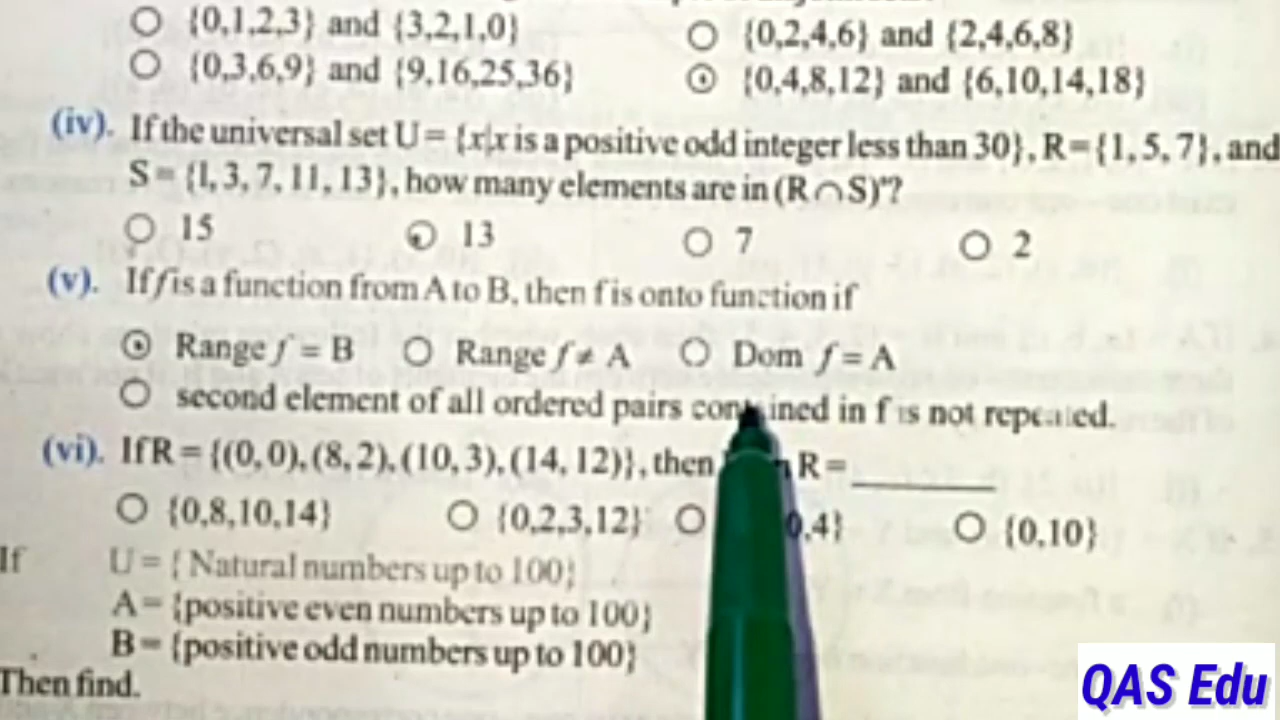 {0,1,2,3} and {3,2,1,0} {0,2,4,6} and {2,4,6,8}
{0,3,6,9} and {9,16,25,36} {0,4,8,12} and {6,10,14,18}
(iv). If the universal set U = {x|x is a positive odd integer less than 30}, R = {1, 5, 7}, and
S = {1, 3, 7, 11, 13}, how many elements are in (R∩S)'?
15 13 7 2
(v). If f is a function from A to B, then f is onto function if
Range f = B Range f ≠ A Dom f = A
second element of all ordered pairs contained in f is not repeated.
(vi). If R = {(0, 0), (8, 2), (10, 3), (14, 12)}, then R = ______
{0,8,10,14} {0,2,3,12} 0,4} {0,10}
If U = { Natural numbers up to 100}
A = {positive even numbers up to 100}
B = {positive odd numbers up to 100}
Then find.
QAS Edu